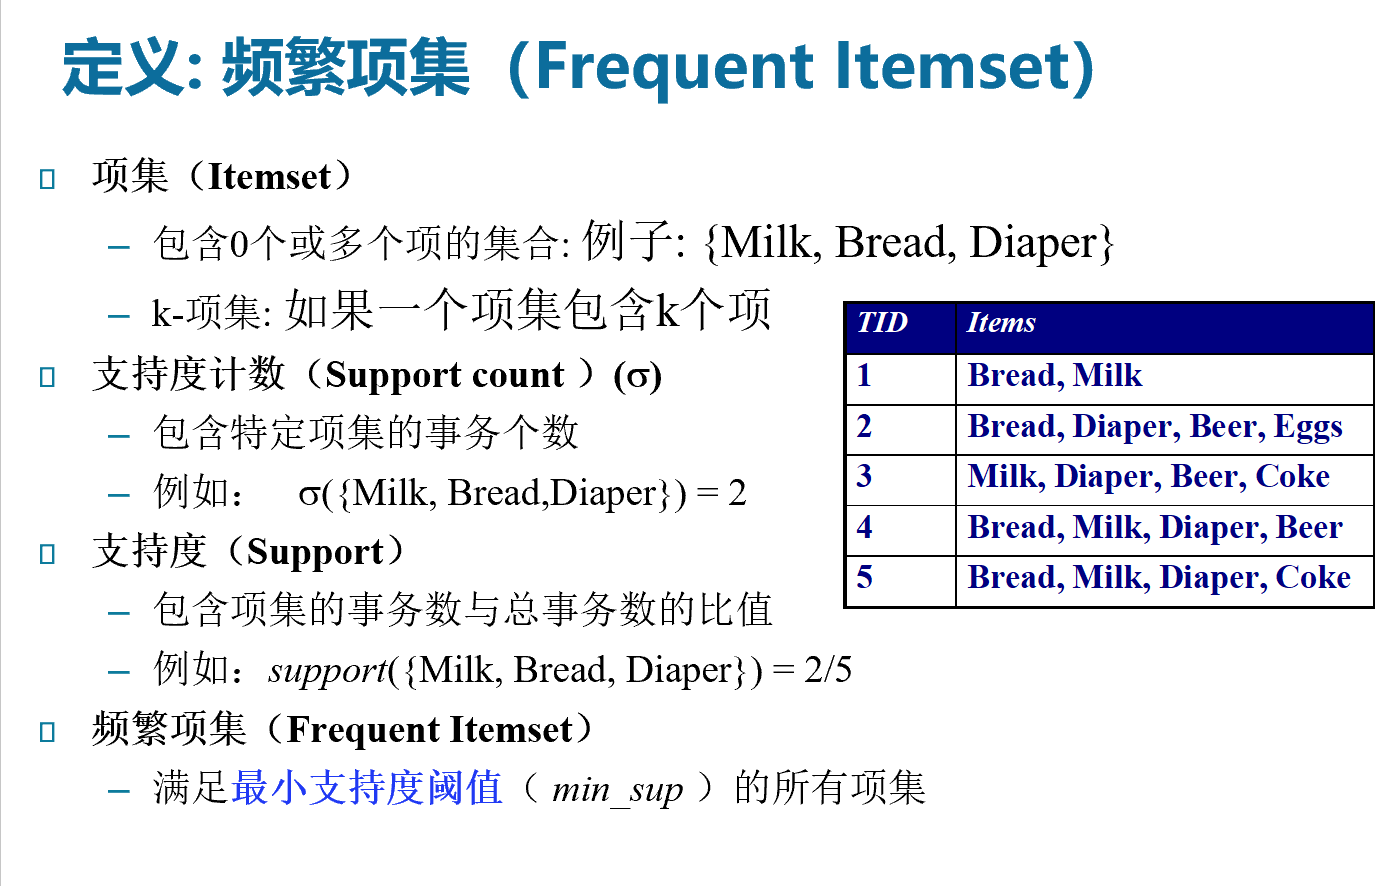 定义: 频繁项集（Frequent Itemset）
项集（Itemset）
– 包含0个或多个项的集合: 例子: {Milk, Bread, Diaper}
– k-项集: 如果一个项集包含k个项
支持度计数（Support count ）(σ)
– 包含特定项集的事务个数
– 例如： σ({Milk, Bread,Diaper}) = 2
支持度（Support）
– 包含项集的事务数与总事务数的比值
– 例如：support({Milk, Bread, Diaper}) = 2/5
频繁项集（Frequent Itemset）
– 满足最小支持度阈值（ min_sup ）的所有项集
TID Items
1 Bread, Milk
2 Bread, Diaper, Beer, Eggs
3 Milk, Diaper, Beer, Coke
4 Bread, Milk, Diaper, Beer
5 Bread, Milk, Diaper, Coke